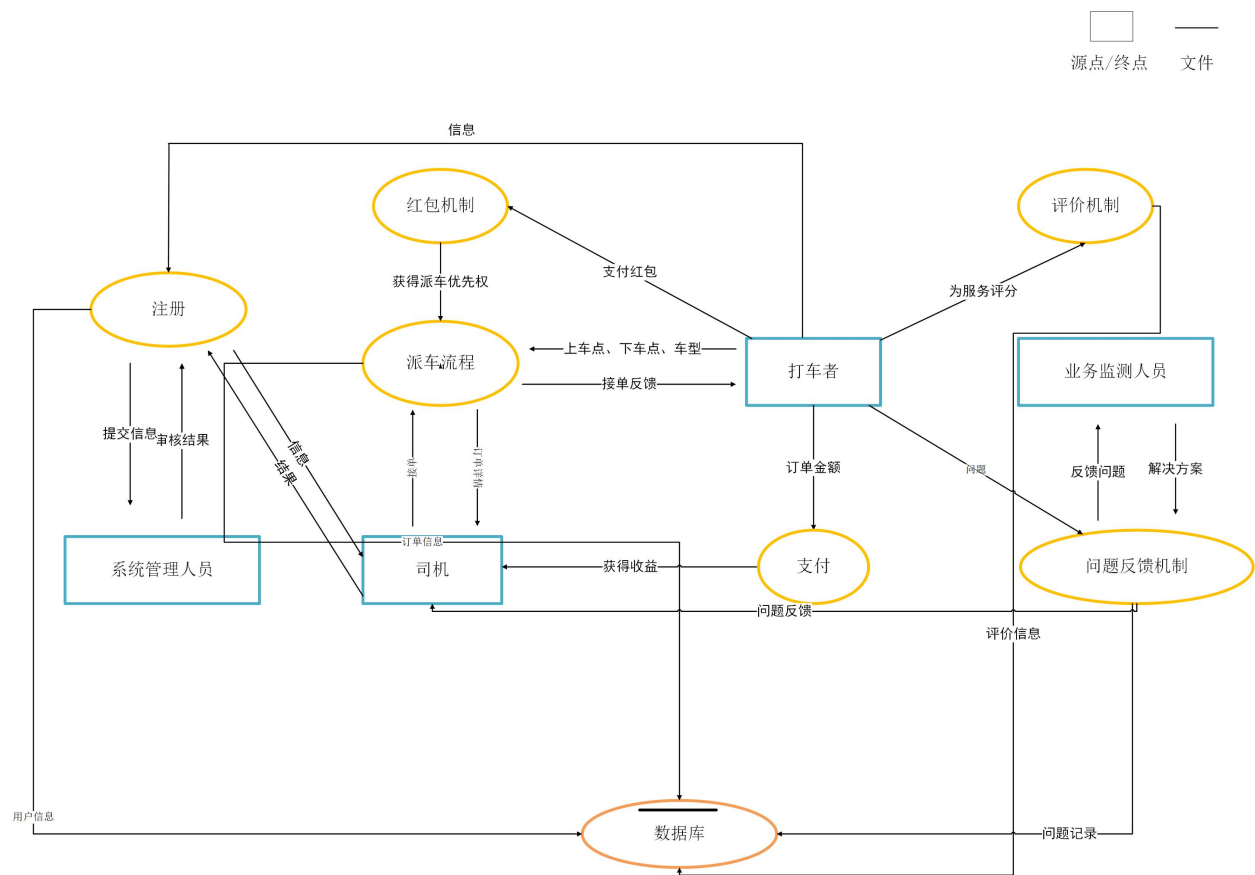 源点/终点
文件
信息
红包机制
评价机制
支付红包
获得派车优先权
为服务评分
注册
上车点、下车点、车型
派车流程
打车者
业务监测人员
接单反馈
提交信息
审核结果
信息
结果
接单
订单详情
订单金额
问题
反馈问题
解决方案
订单信息
系统管理人员
司机
获得收益
支付
问题反馈机制
问题反馈
评价信息
用户信息
数据库
问题记录